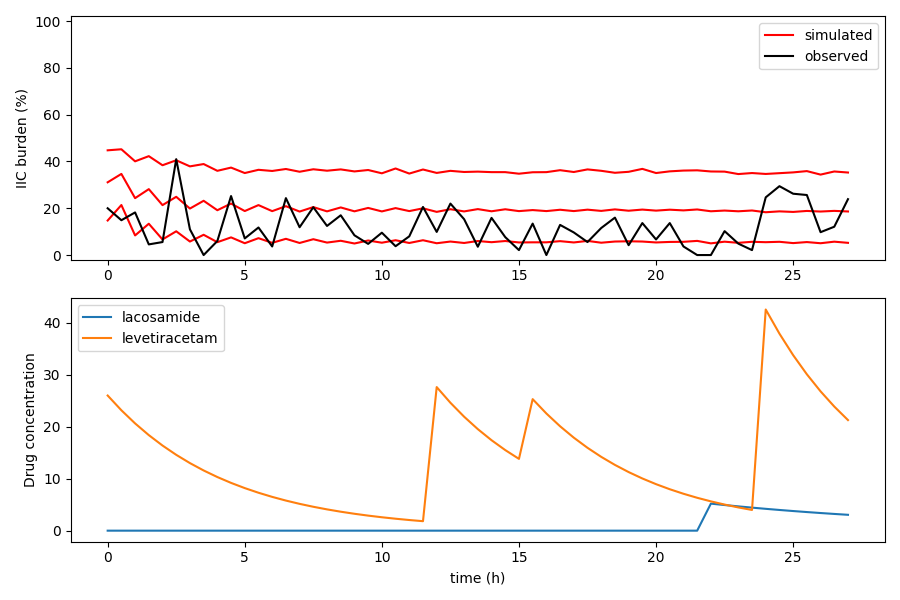 100
80
60
40
20
0
IIC burden (%)
simulated
observed
0 5 10 15 20 25
40
30
20
10
0
Drug concentration
lacosamide
levetiracetam
0 5 10 15 20 25
time (h)